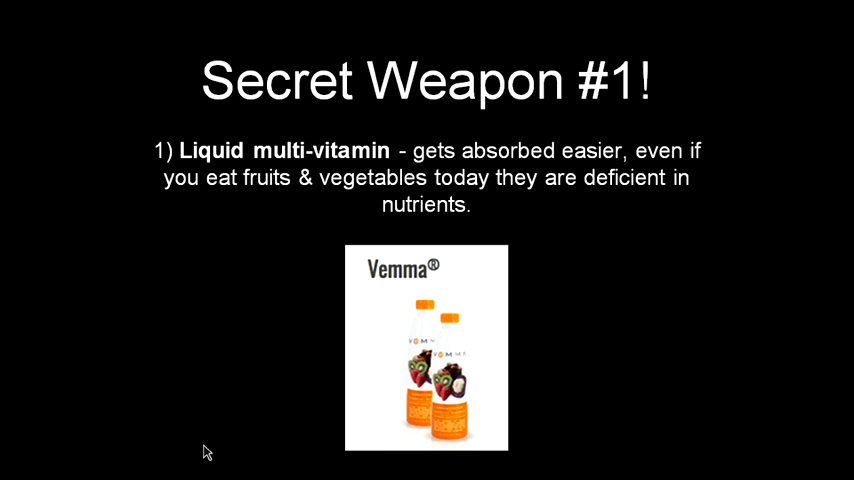 Secret Weapon #1!
1) Liquid multi-vitamin - gets absorbed easier, even if
you eat fruits & vegetables today they are deficient in
nutrients.
Vemma®
VEMMA